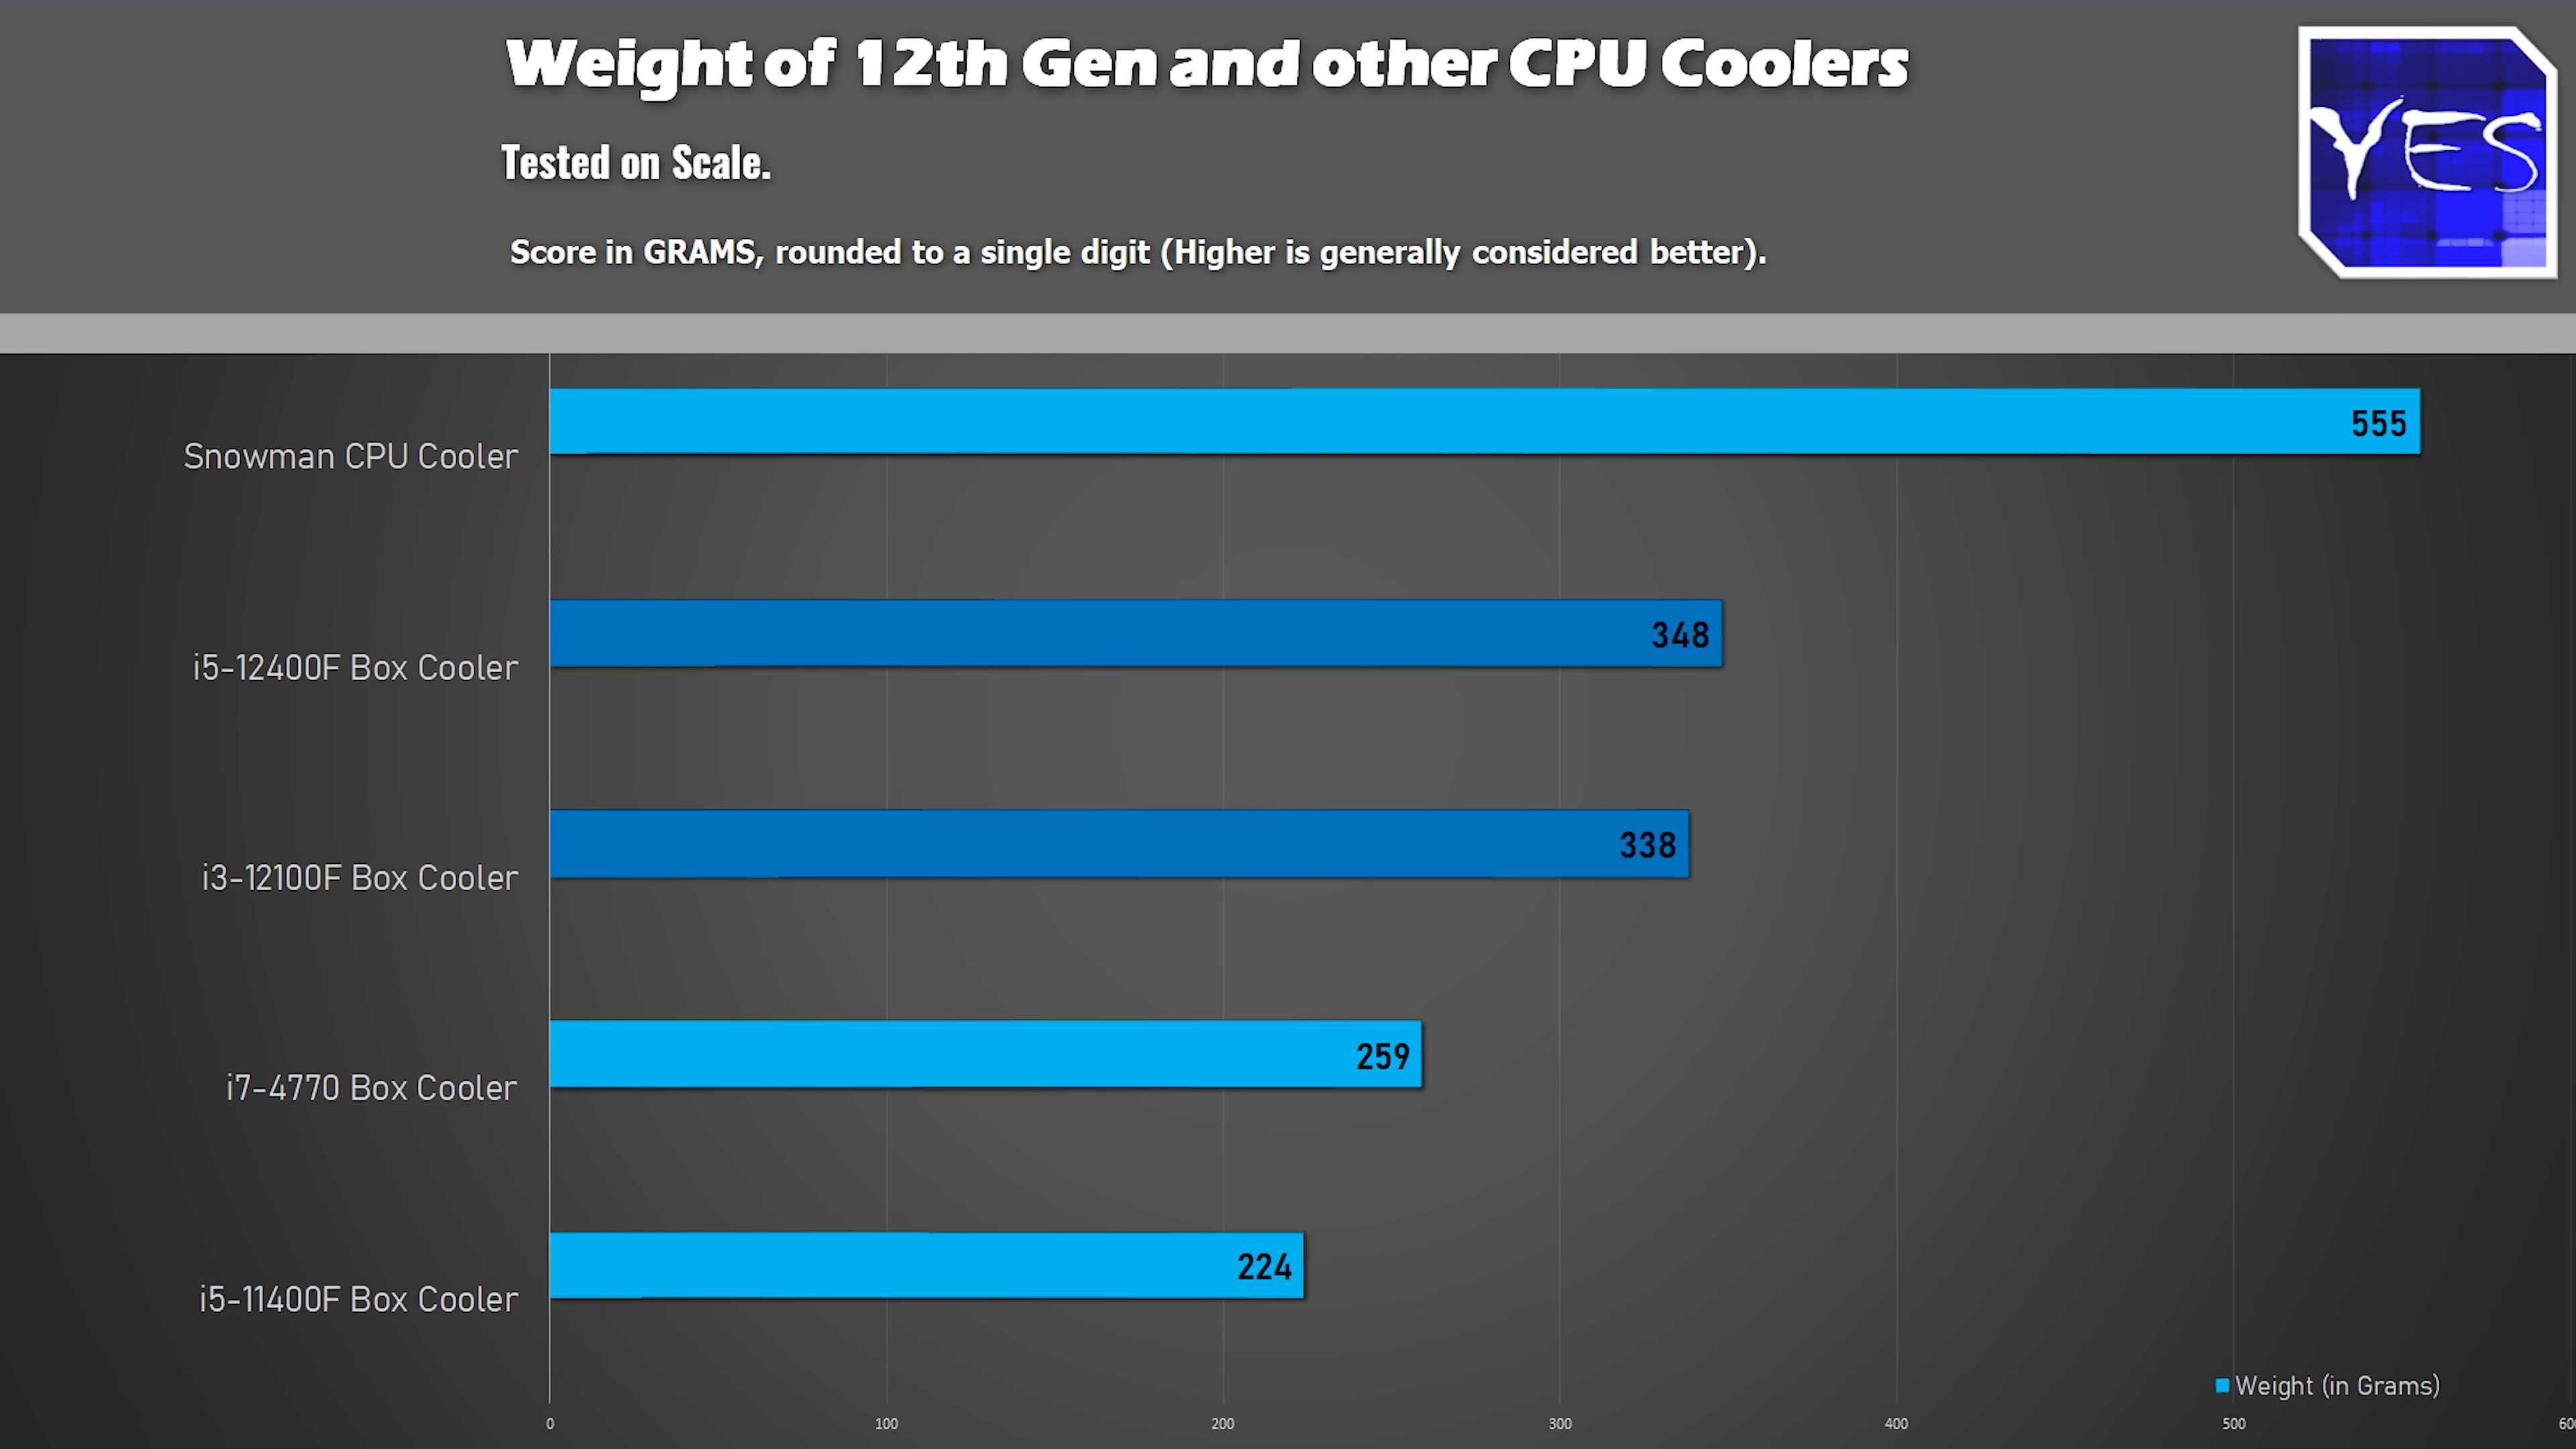 Weight of 12th Gen and other CPU Coolers
YES
Tested on Scale.
Score in GRAMS, rounded to a single digit (Higher is generally considered better).
Snowman CPU Cooler
555
i5-12400F Box Cooler
348
i3-12100F Box Cooler
338
i7-4770 Box Cooler
259
i5-11400F Box Cooler
224
Weight (in Grams)
0 100 200 300 400 500